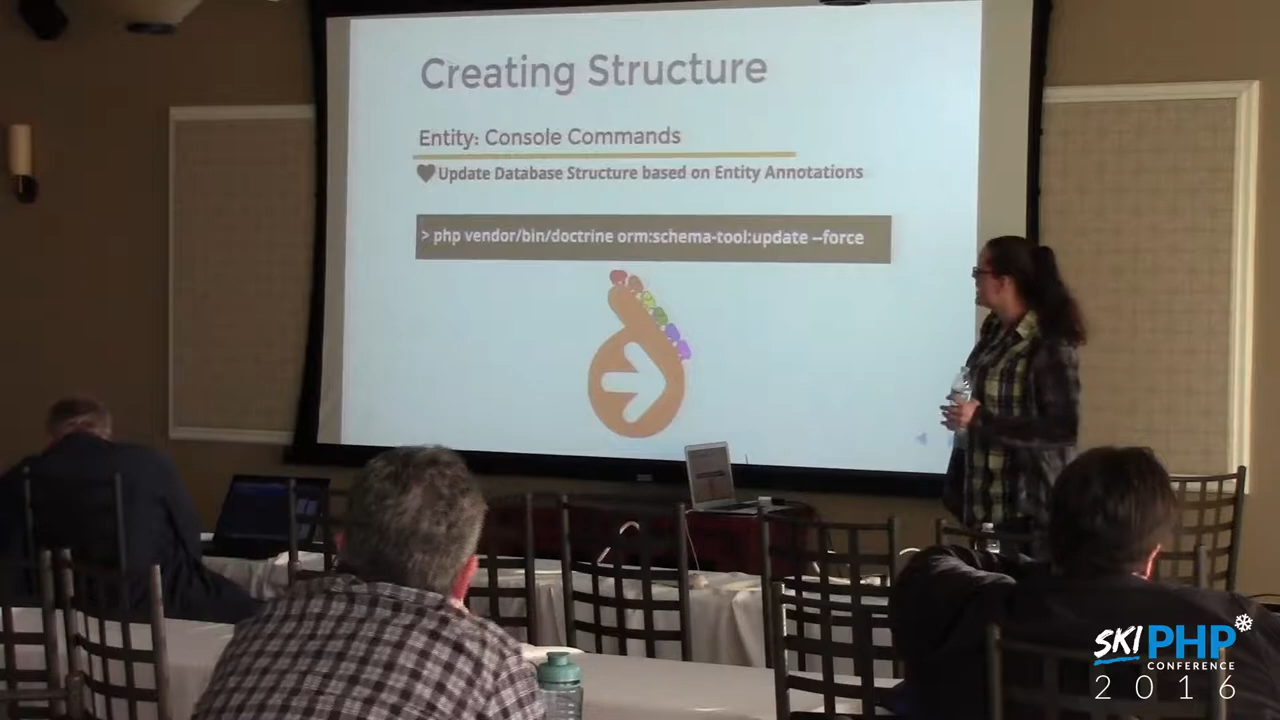 Creating Structure
Entity: Console Commands
Update Database Structure based on Entity Annotations
> php vendor/bin/doctrine orm:schema-tool:update --force
SKI PHP
CONFERENCE
2016